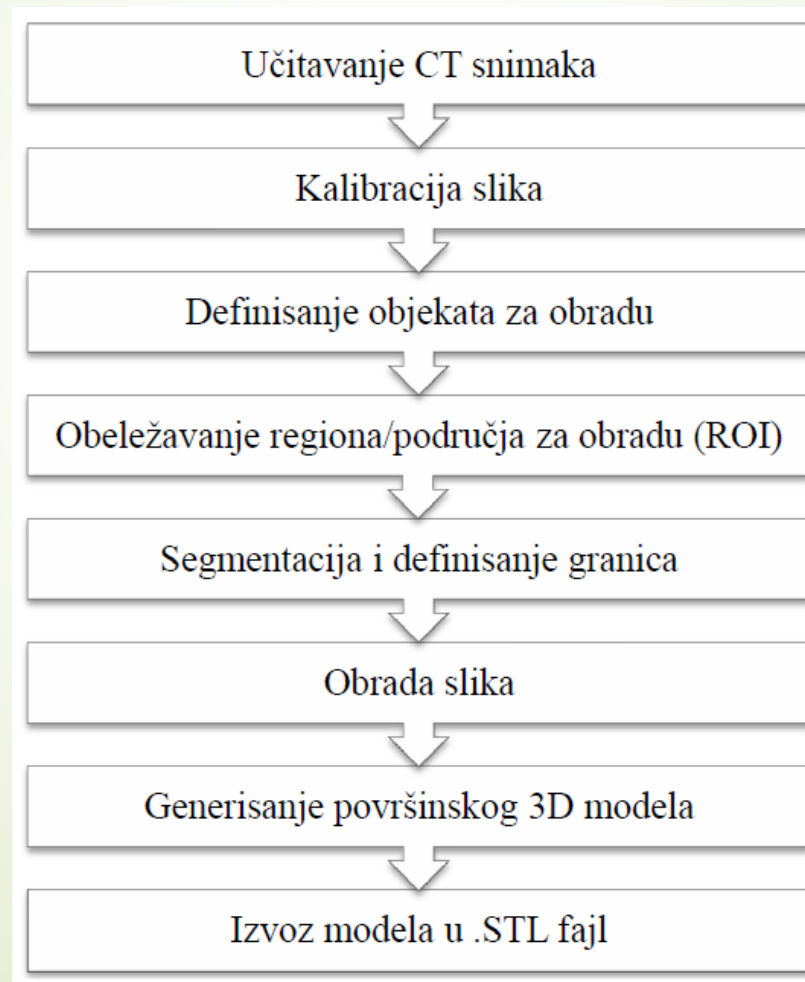 Učitavanje CT snimaka
Kalibracija slika
Definisanje objekata za obradu
Obeležavanje regiona/područja za obradu (ROI)
Segmentacija i definisanje granica
Obrada slika
Generisanje površinskog 3D modela
Izvoz modela u .STL fajl